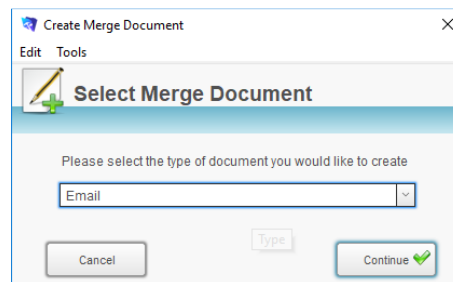 Create Merge Document
Edit Tools
Select Merge Document
Please select the type of document you would like to create
Email
Type
Cancel Continue